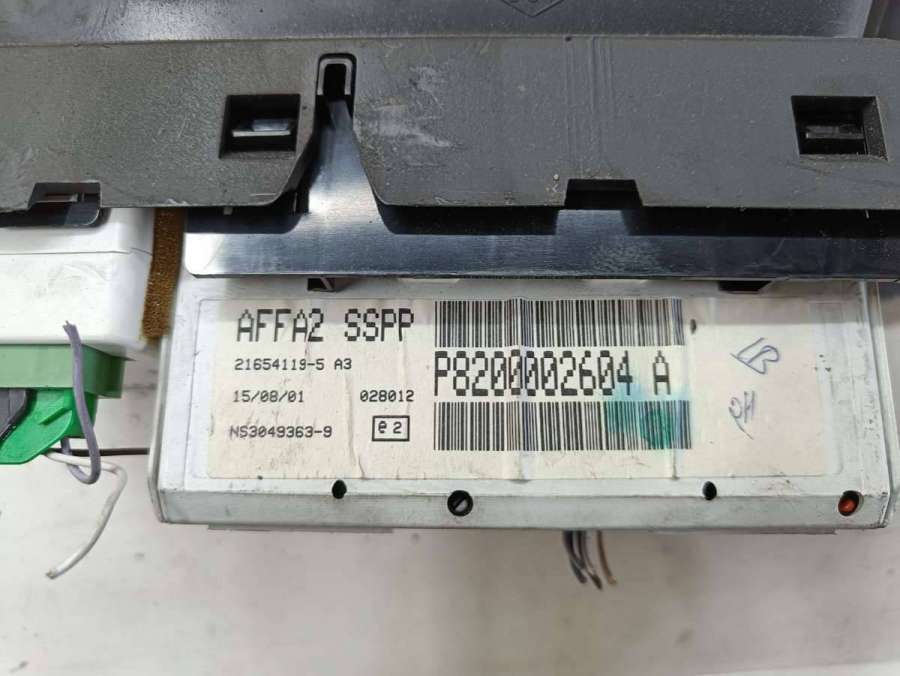 AFFA2 SSPP
21654119-5 A3
P8200002604 A
15/08/01 028012
NS3049363-9 e2